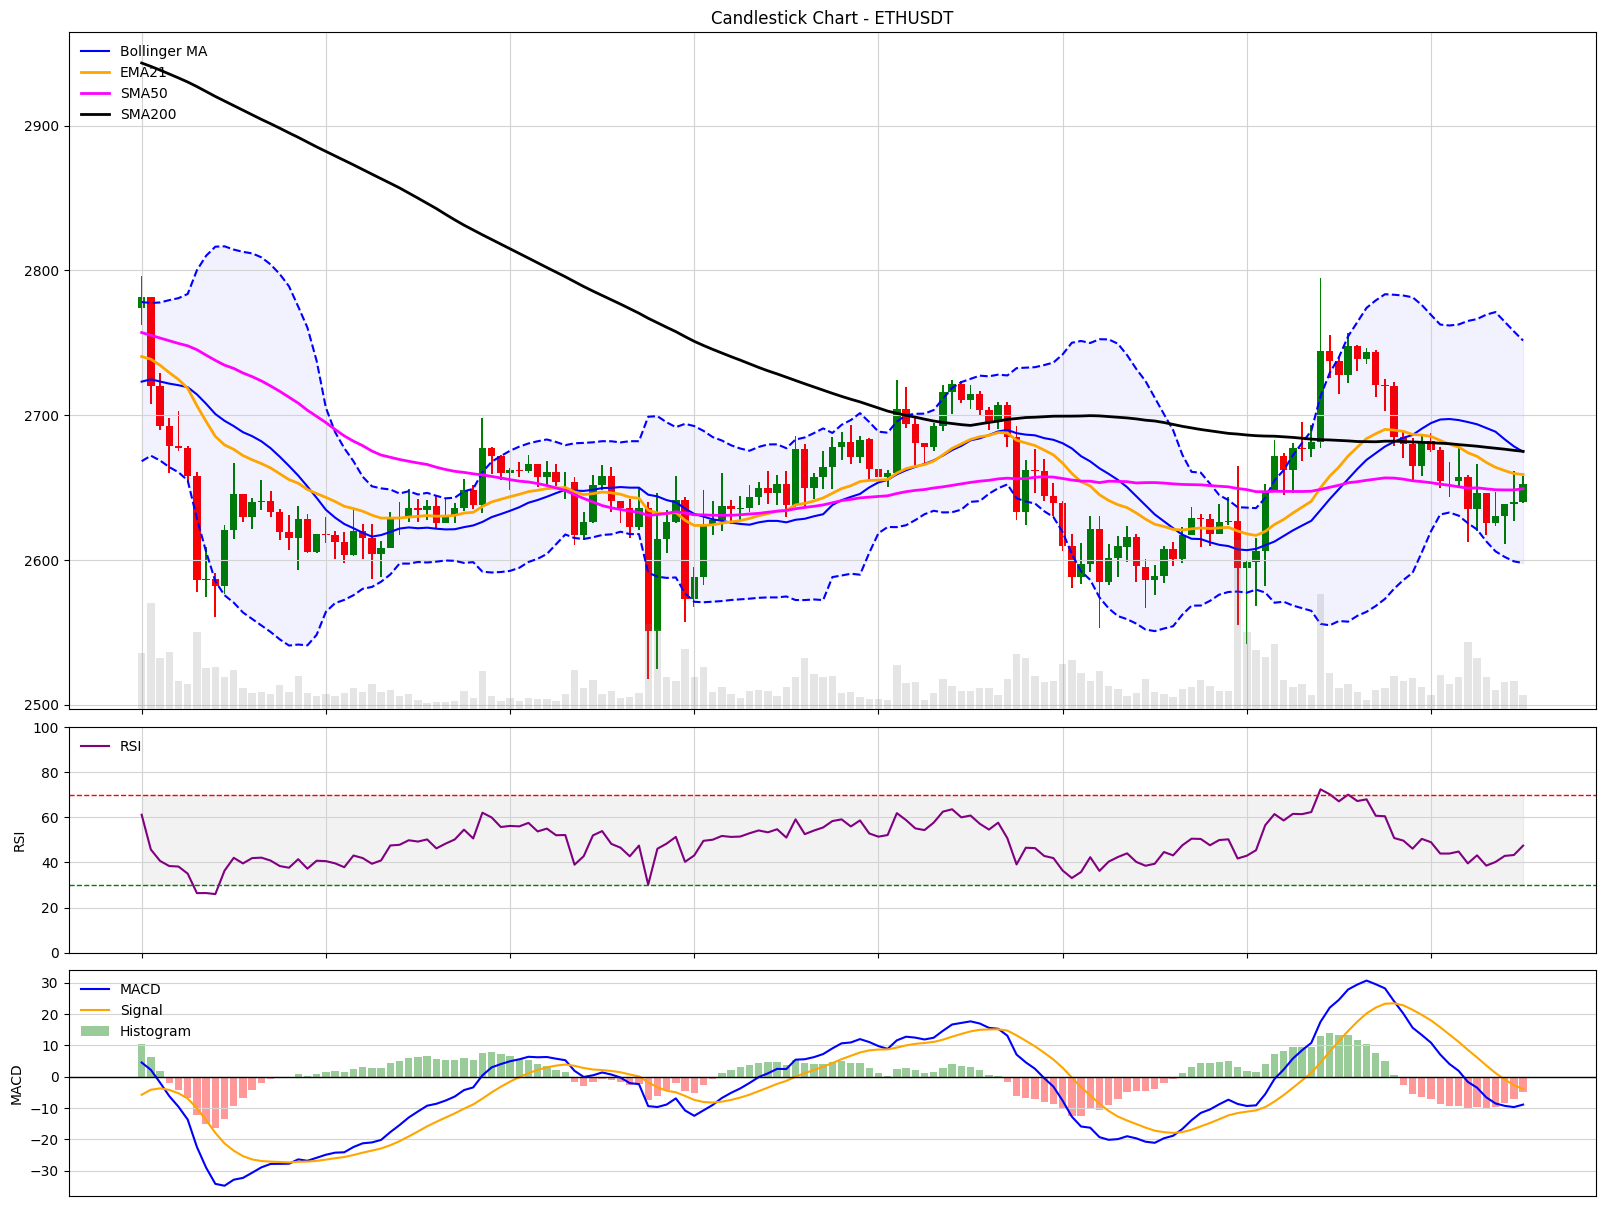 Candlestick Chart - ETHUSDT
Bollinger MA
EMA21
SMA50
SMA200
2900
2800
2700
2600
2500
100
80
60
40
20
0
RSI
RSI
30
20
10
0
−10
−20
−30
MACD
MACD
Signal
Histogram